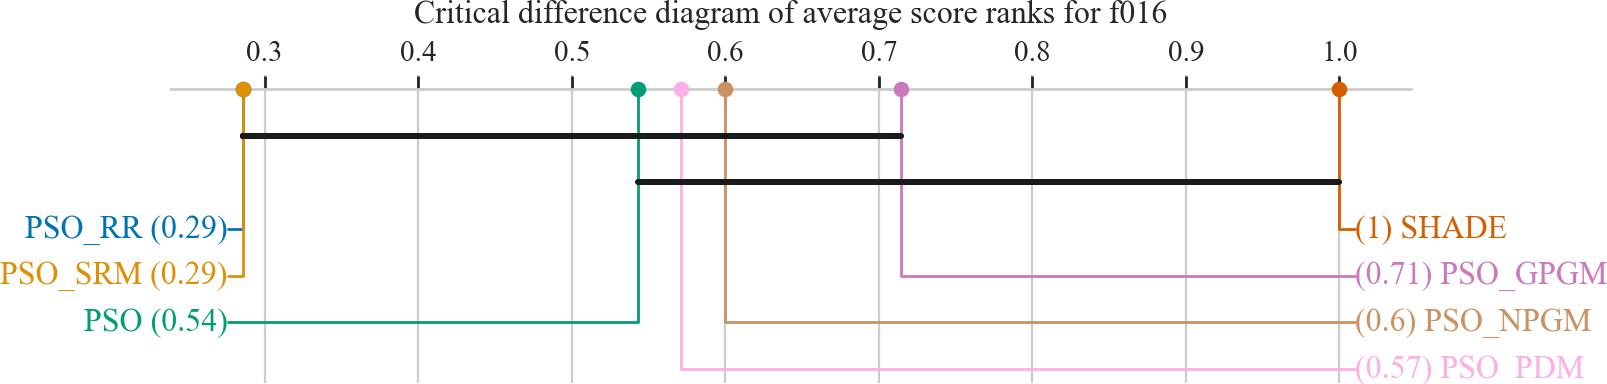 Critical difference diagram of average score ranks for f016
0.3 0.4 0.5 0.6 0.7 0.8 0.9 1.0
PSO_RR (0.29) (1) SHADE
PSO_SRM (0.29) (0.71) PSO_GPGM
PSO (0.54) (0.6) PSO_NPGM
(0.57) PSO_PDM